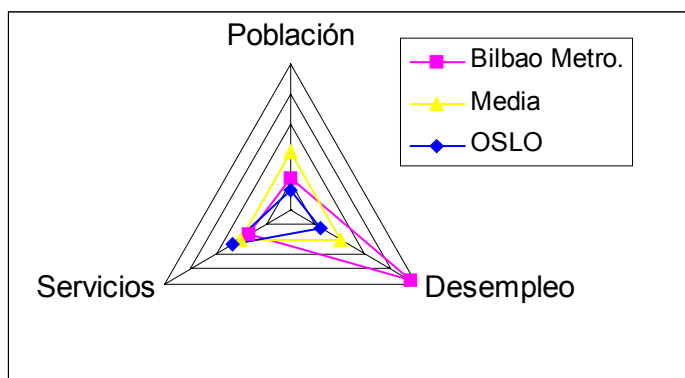 Población
Bilbao Metro.
Media
OSLO
Servicios
Desempleo